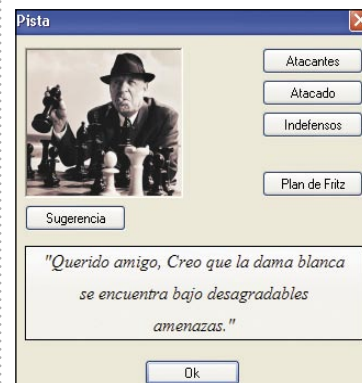 Pista
Atacantes
Atacado
Indefensos
Plan de Fritz
Sugerencia
"Querido amigo, Creo que la dama blanca
se encuentra bajo desagradables
amenazas."
Ok